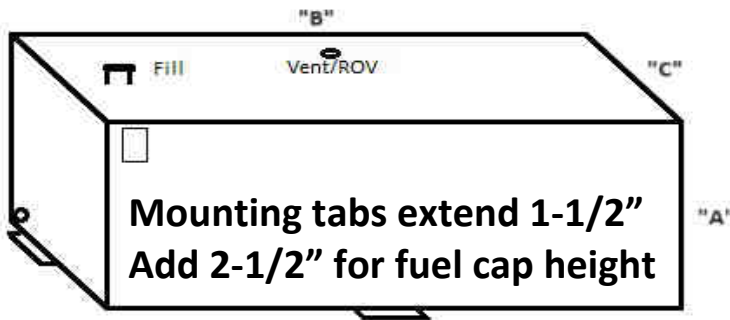 "B"
Fill
Vent/ROV
"C"
Mounting tabs extend 1-1/2”
"A"
Add 2-1/2” for fuel cap height